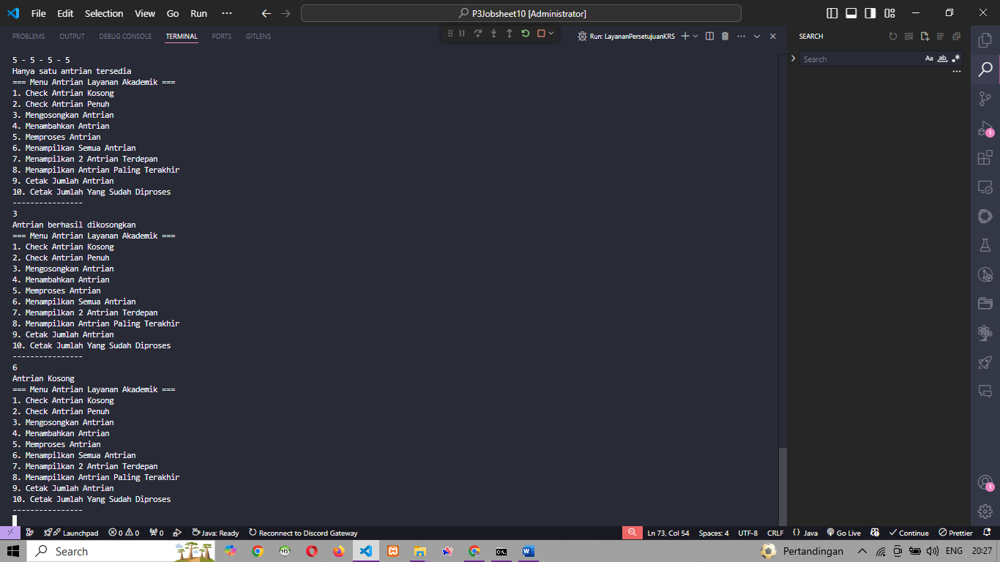 File Edit Selection View Go Run ···
P3Jobsheet10 [Administrator]
PROBLEMS OUTPUT DEBUG CONSOLE TERMINAL PORTS GITLENS
Run: LayananPersetujuanKRS
SEARCH
Search
Aa ab
5 - 5 - 5 - 5
Hanya satu antrian tersedia
=== Menu Antrian Layanan Akademik ===
1. Check Antrian Kosong
2. Check Antrian Penuh
3. Mengosongkan Antrian
4. Menambahkan Antrian
5. Memproses Antrian
6. Menampilkan Semua Antrian
7. Menampilkan 2 Antrian Terdepan
8. Menampilkan Antrian Paling Terakhir
9. Cetak Jumlah Antrian
10. Cetak Jumlah Yang Sudah Diproses
----------------
3
Antrian berhasil dikosongkan
=== Menu Antrian Layanan Akademik ===
1. Check Antrian Kosong
2. Check Antrian Penuh
3. Mengosongkan Antrian
4. Menambahkan Antrian
5. Memproses Antrian
6. Menampilkan Semua Antrian
7. Menampilkan 2 Antrian Terdepan
8. Menampilkan Antrian Paling Terakhir
9. Cetak Jumlah Antrian
10. Cetak Jumlah Yang Sudah Diproses
----------------
6
Antrian Kosong
=== Menu Antrian Layanan Akademik ===
1. Check Antrian Kosong
2. Check Antrian Penuh
3. Mengosongkan Antrian
4. Menambahkan Antrian
5. Memproses Antrian
6. Menampilkan Semua Antrian
7. Menampilkan 2 Antrian Terdepan
8. Menampilkan Antrian Paling Terakhir
9. Cetak Jumlah Antrian
10. Cetak Jumlah Yang Sudah Diproses
----------------
1
1
Launchpad 0 0 0 Java: Ready Reconnect to Discord Gateway Ln 73, Col 54 Spaces: 4 UTF-8 CRLF { } Java Go Live Continue Prettier
Search HS W Pertandingan ENG 20:27